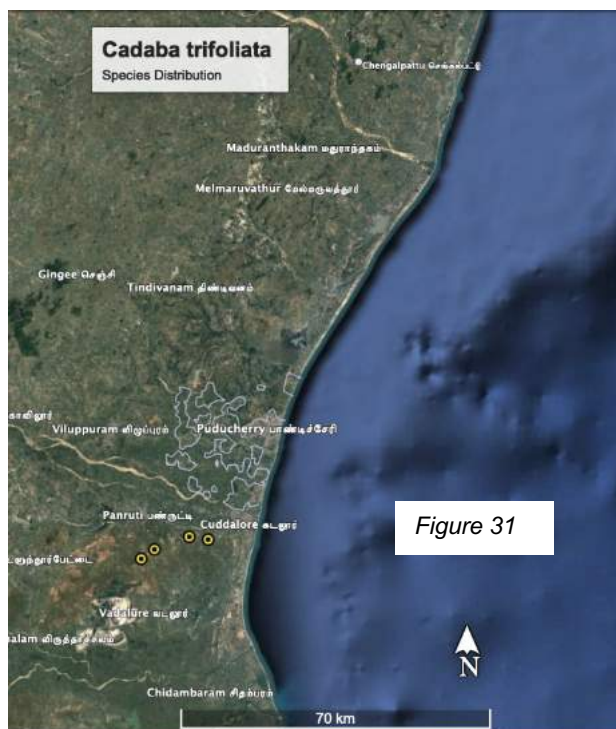 Cadaba trifoliata
Species Distribution
Chengalpattu செங்கல்பட்டு
Maduranthakam மதுராந்தகம்
Melmaruvathur மேல்மருவத்தூர்
Gingee செஞ்சி
Tindivanam திண்டிவனம்
Viluppuram விழுப்புரம்
Puducherry பாண்டிச்சேரி
Panruti பண்ருட்டி
Cuddalore கடலூர்
Figure 31
Vadalure வடலூர்
N
Chidambaram சிதம்பரம்
70 km